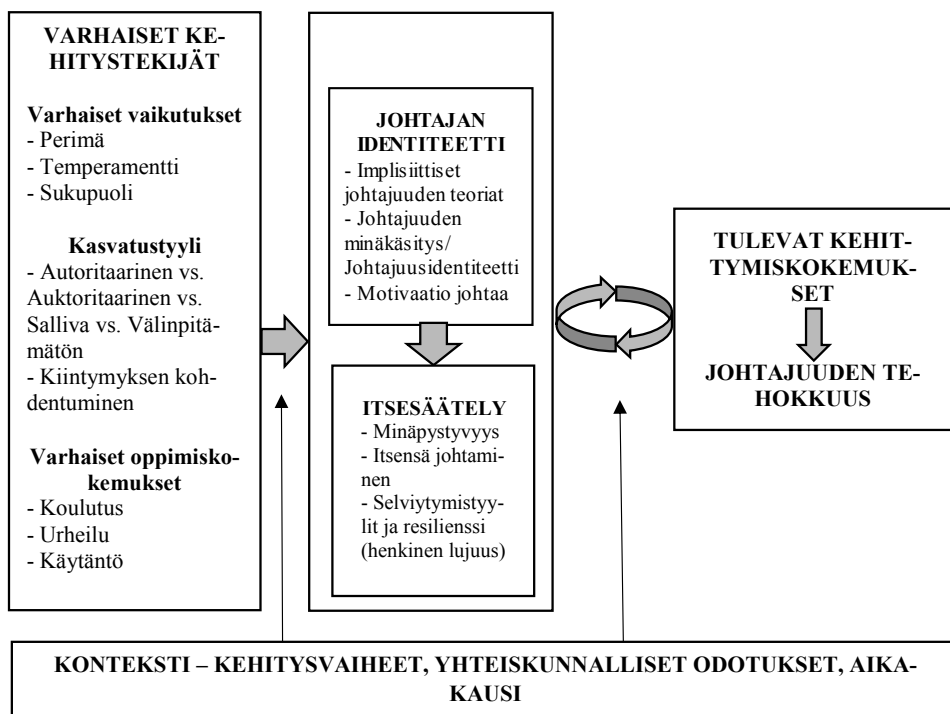 VARHAISET KE-
HITYSTEKIJÄT
Varhaiset vaikutukset
- Perimä
- Temperamentti
- Sukupuoli
Kasvatustyyli
- Autoritaarinen vs.
Auktoritaarinen vs.
Salliva vs. Välinpitä-
mätön
- Kiintymyksen koh-
dentuminen
Varhaiset oppimisko-
kemukset
- Koulutus
- Urheilu
- Käytäntö
JOHTAJAN
IDENTITEETTI
- Implisiittiset
johtajuuden teoriat
- Johtajuuden
minäkäsitys/
Johtajuusidentiteetti
- Motivaatio johtaa
ITSESÄÄTELY
- Minäpystyvyys
- Itsensä johtami-
nen
- Selviytymistyy-
lit ja resilienssi
(henkinen lujuus)
TULEVAT KEHIT-
TYMISKOKEMUK-
SET
JOHTAJUUDEN TE-
HOKKUUS
KONTEKSTI – KEHITYSVAIHEET, YHTEISKUNNALLISET ODOTUKSET, AIKA-
KAUSI